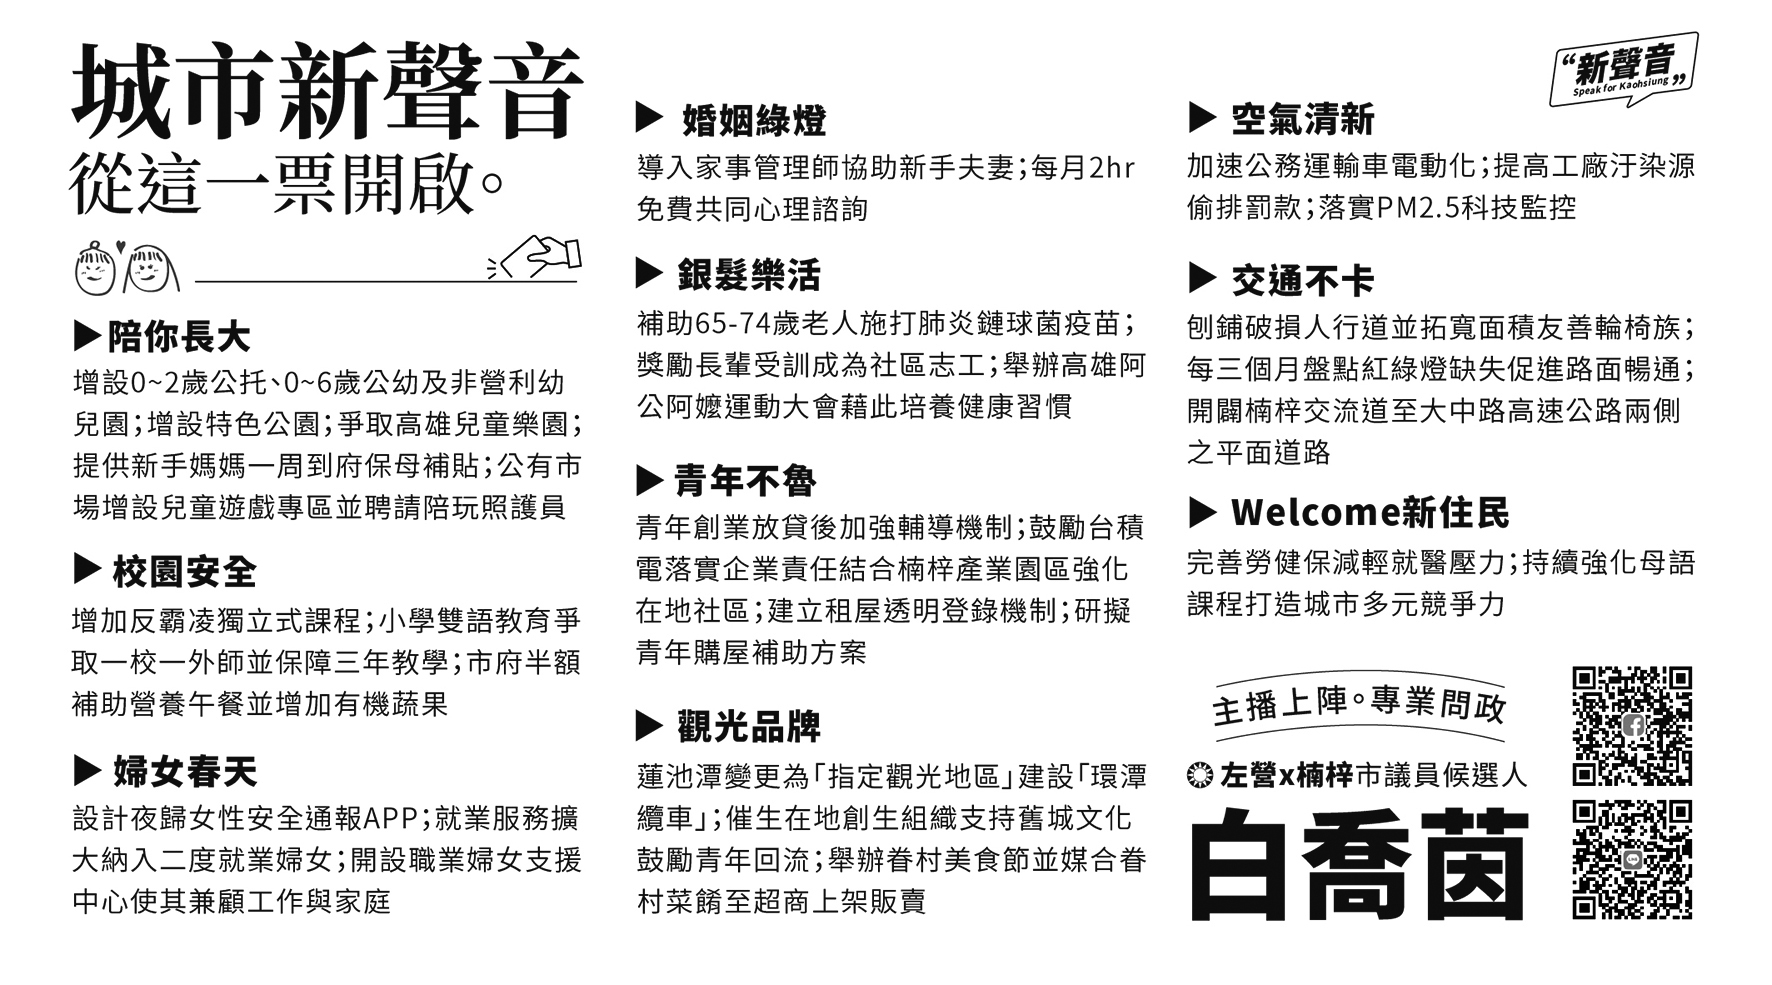 城市新聲音
從這一票開啟。
▶陪你長大
增設0~2歲公托、0~6歲公幼及非營利幼
兒園;增設特色公園;爭取高雄兒童樂園;
提供新手媽媽一周到府保母補貼;公有市
場增設兒童遊戲專區並聘請陪玩照護員
▶ 校園安全
增加反霸凌獨立式課程;小學雙語教育爭
取一校一外師並保障三年教學;市府半額
補助營養午餐並增加有機蔬果
▶ 婦女春天
設計夜歸女性安全通報APP;就業服務擴
大納入二度就業婦女;開設職業婦女支援
中心使其兼顧工作與家庭
▶ 婚姻綠燈
導入家事管理師協助新手夫妻;每月2hr
免費共同心理諮詢
▶ 銀髮樂活
補助65-74歲老人施打肺炎鏈球菌疫苗;
獎勵長輩受訓成為社區志工;舉辦高雄阿
公阿嬤運動大會藉此培養健康習慣
▶ 青年不魯
青年創業放貸後加強輔導機制;鼓勵台積
電落實企業責任結合楠梓產業園區強化
在地社區;建立租屋透明登錄機制;研擬
青年購屋補助方案
▶ 觀光品牌
蓮池潭變更為「指定觀光地區」建設「環潭
纜車」;催生在地創生組織支持舊城文化
鼓勵青年回流;舉辦眷村美食節並媒合眷
村菜餚至超商上架販賣
“新聲音”
Speak for Kaohsiung
▶ 空氣清新
加速公務運輸車電動化;提高工廠汙染源
偷排罰款;落實PM2.5科技監控
▶ 交通不卡
刨鋪破損人行道並拓寬面積友善輪椅族;
每三個月盤點紅綠燈缺失促進路面暢通;
開闢楠梓交流道至大中路高速公路兩側
之平面道路
▶ Welcome新住民
完善勞健保減輕就醫壓力;持續強化母語
課程打造城市多元競爭力
主播上陣。專業問政
左營x楠梓市議員候選人
白喬茵